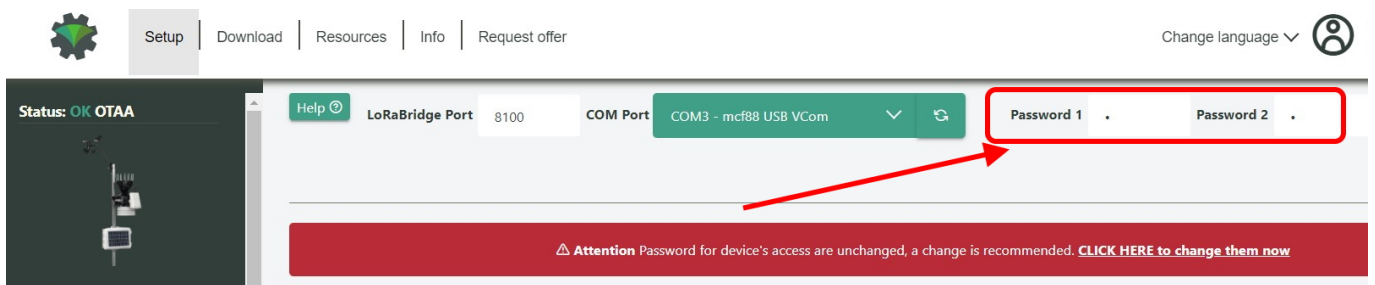 Setup Download Resources Info Request offer Change language
Status: OK OTAA
Help LoRaBridge Port 8100 COM Port COM3 - mcf88 USB VCom Password 1 . Password 2 .
Attention Password for device's access are unchanged, a change is recommended. CLICK HERE to change them now